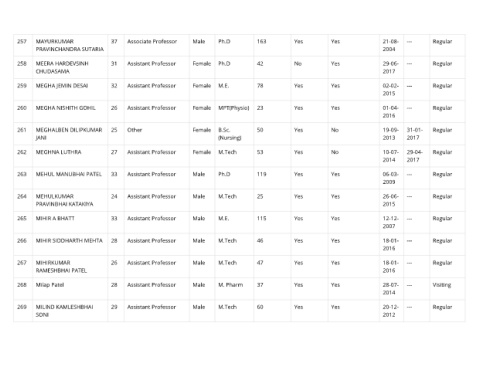 257 MAYURKUMAR 37 Associate Professor Male Ph.D 163 Yes Yes 21-08- --- Regular
PRAVINCHANDRA SUTARIA 2004
258 MEERA HARDEVSINH 31 Assistant Professor Female Ph.D 42 No Yes 29-06- --- Regular
CHUDASAMA 2017
259 MEGHA JEMIN DESAI 32 Assistant Professor Female M.E. 78 Yes Yes 02-02- --- Regular
2015
260 MEGHA NISHITH GOHIL 26 Assistant Professor Female MPT(Physio) 23 Yes Yes 01-04- --- Regular
2016
261 MEGHALBEN DILIPKUMAR 25 Other Female B.Sc. 50 Yes No 19-09- 31-01- Regular
JANI (Nursing) 2013 2017
262 MEGHNA LUTHRA 27 Assistant Professor Female M.Tech 53 Yes No 10-07- 29-04- Regular
2014 2017
263 MEHUL MANUBHAI PATEL 33 Assistant Professor Male Ph.D 119 Yes Yes 06-03- --- Regular
2009
264 MEHULKUMAR 24 Assistant Professor Male M.Tech 25 Yes Yes 26-06- --- Regular
PRAVINBHAI KATAKIYA 2015
265 MIHIR A BHATT 33 Assistant Professor Male M.E. 115 Yes Yes 12-12- --- Regular
2007
266 MIHIR SIDDHARTH MEHTA 28 Assistant Professor Male M.Tech 46 Yes Yes 18-01- --- Regular
2016
267 MIHIRKUMAR 26 Assistant Professor Male M.Tech 47 Yes Yes 18-01- --- Regular
RAMESHBHAI PATEL 2016
268 Milap Patel 28 Assistant Professor Male M. Pharm 37 Yes Yes 28-07- --- Visiting
2014
269 MILIND KAMLESHBHAI 29 Assistant Professor Male M.Tech 60 Yes Yes 20-12- --- Regular
SONI 2012